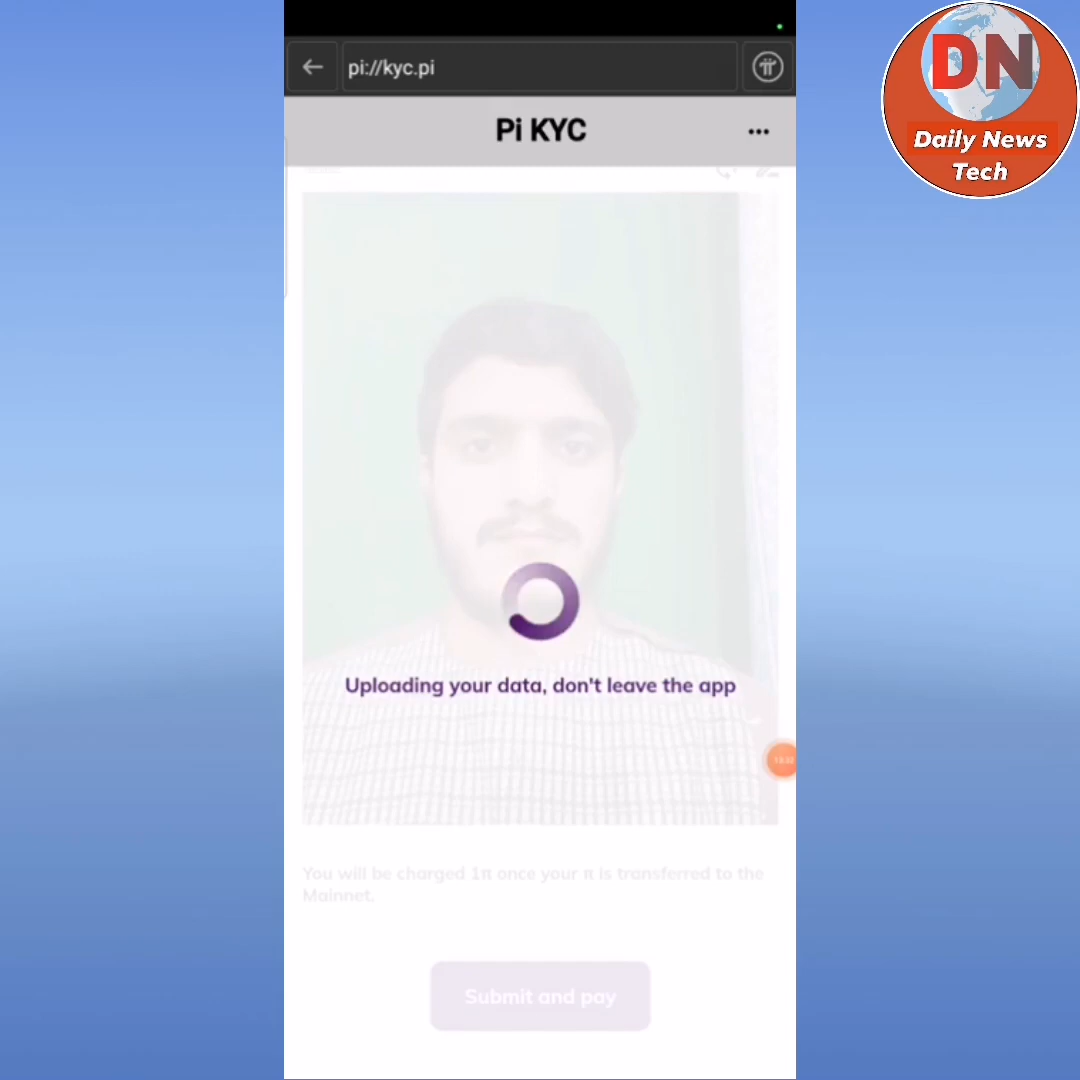 pi://kyc.pi
DN
Daily News
Tech
Pi KYC
Uploading your data, don't leave the app
You will be charged 1π once your π is transferred to the
Mainnet.
Submit and pay